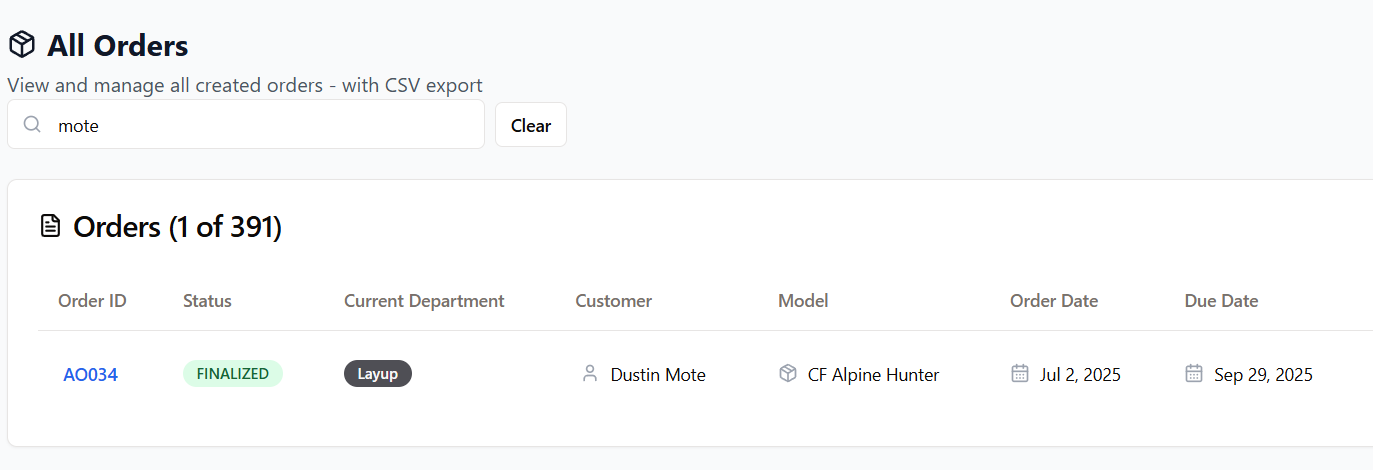 All Orders
View and manage all created orders - with CSV export
mote Clear
Orders (1 of 391)
Order ID Status Current Department Customer Model Order Date Due Date
AO034 FINALIZED Layup Dustin Mote CF Alpine Hunter Jul 2, 2025 Sep 29, 2025